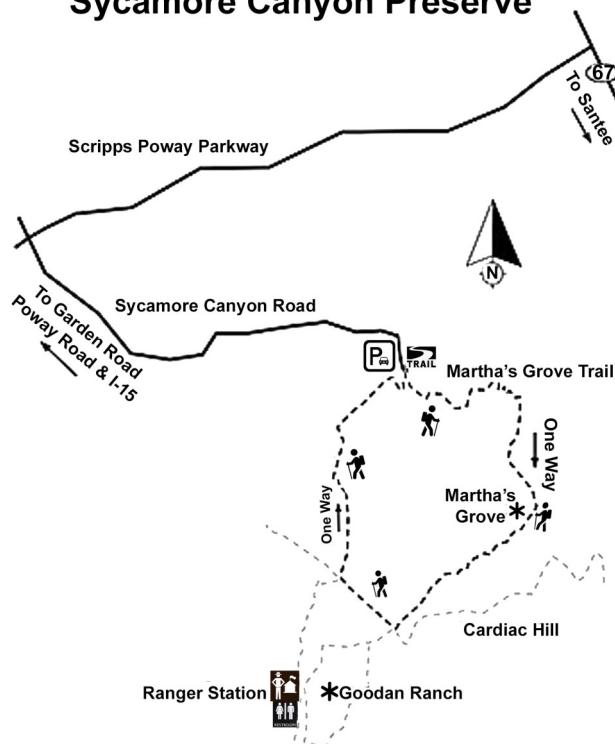 Sycamore Canyon Preserve
67
To Santee
Scripps Poway Parkway
N
To Garden Road
Poway Road & I-15
Sycamore Canyon Road
P
TRAIL
Martha's Grove Trail
One Way
Martha's
Grove
One Way
Cardiac Hill
Ranger Station
RESTROOMS
Goodan Ranch